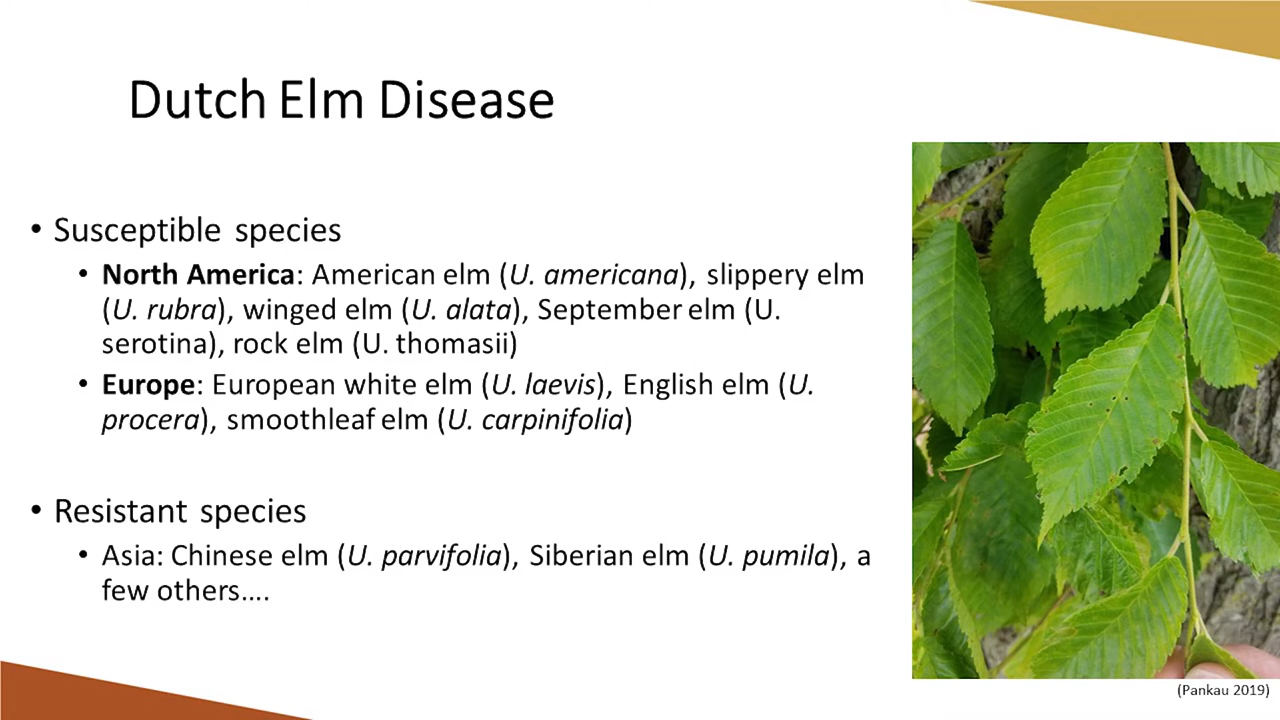 Dutch Elm Disease
• Susceptible species
• North America: American elm (U. americana), slippery elm
(U. rubra), winged elm (U. alata), September elm (U.
serotina), rock elm (U. thomasii)
• Europe: European white elm (U. laevis), English elm (U.
procera), smoothleaf elm (U. carpinifolia)
• Resistant species
• Asia: Chinese elm (U. parvifolia), Siberian elm (U. pumila), a
few others....
(Pankau 2019)